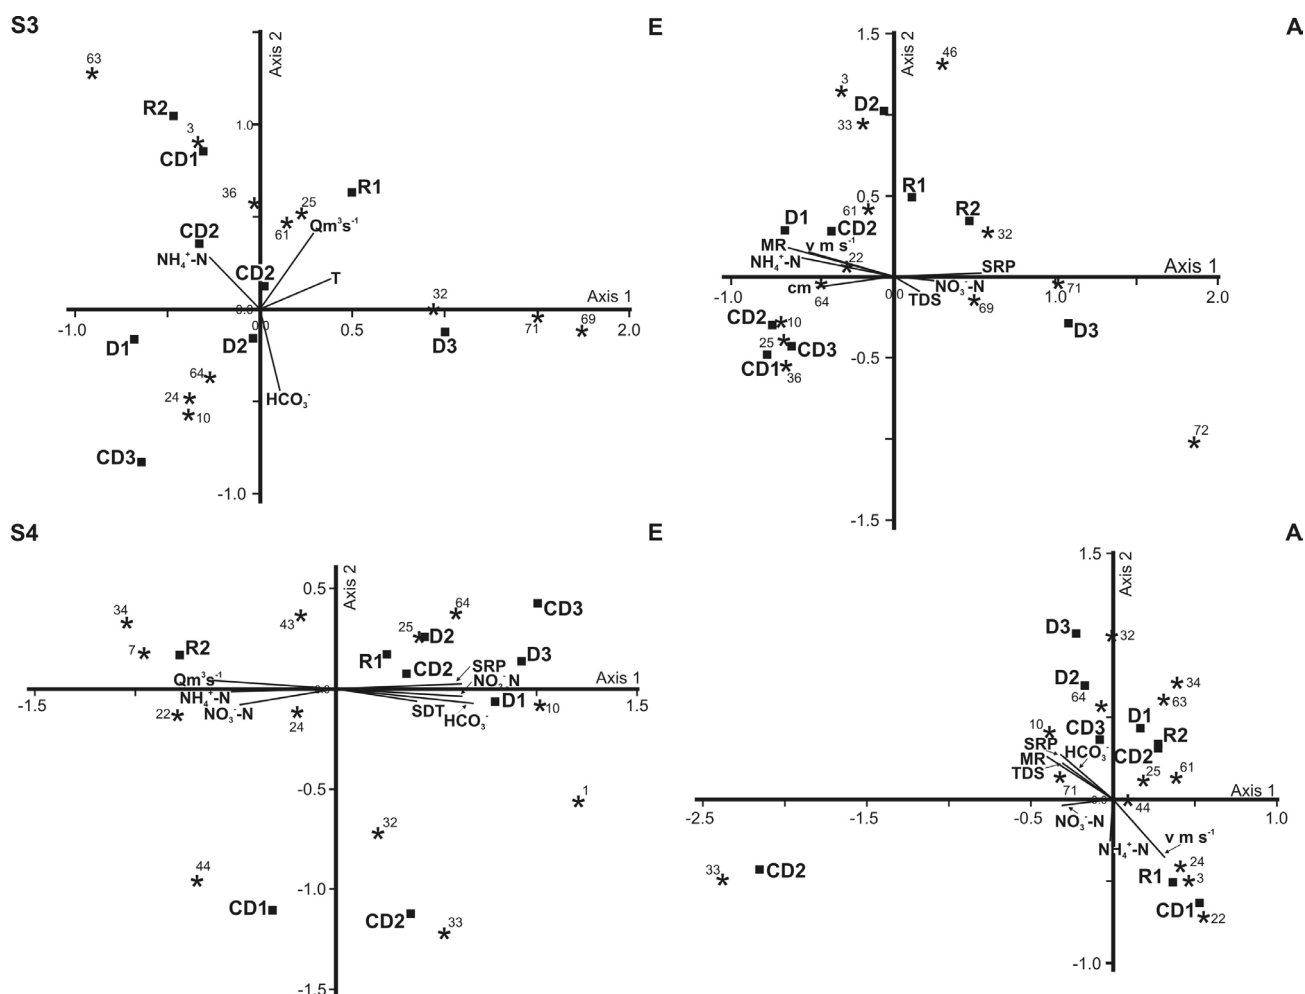 S3
E
A
63
Axis 2
R2
3
1.0
CD1
R1
36
25
61
Qm³s⁻¹
CD2
NH₄⁺-N
CD2
T
32
Axis 1
0.0
-1.0
0.5
71
69
2.0
D1
D2
D3
64
24
10
HCO₃⁻
CD3
-1.0
1.5
Axis 2
46
3
D2
33
R1
0.5
61
R2
D1
CD2
32
MR
v m s⁻¹
NH₄⁺-N
22
SRP
Axis 1
cm
NO₃⁻-N
71
-1.0
64
0.0
TDS
69
1.0
2.0
CD2
10
D3
25
CD3
CD1
36
-0.5
72
-1.5
S4
E
A
0.5
Axis 2
34
43
64
CD3
7
R2
25
D2
R1
CD2
D3
SRP
Qm³s⁻¹
NO₃⁻N
Axis 1
NH₄⁺-N
-1.5
NO₃⁻-N
SDT
HCO₃⁻
D1
10
1.5
22
24
-0.5
1
32
44
-1.0
CD1
CD2
33
-1.5
1.5
Axis 2
D3
32
D2
34
64
63
D1
10
CD3
R2
SRP
HCO₃⁻
CD2
MR
TDS
25
61
71
Axis 1
44
-2.5
-0.5
1.0
NO₃⁻-N
v m s⁻¹
NH₄⁺-N
33
CD2
24
R1
3
CD1
22
-1.0